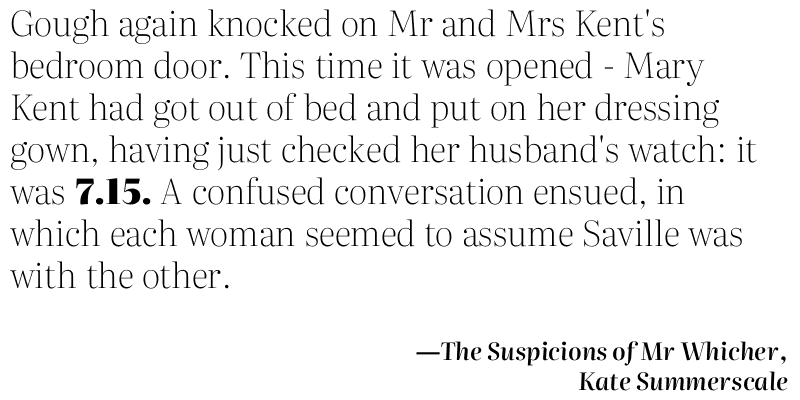 Gough again knocked on Mr and Mrs Kent's
bedroom door. This time it was opened - Mary
Kent had got out of bed and put on her dressing
gown, having just checked her husband's watch: it
was 7.15. A confused conversation ensued, in
which each woman seemed to assume Saville was
with the other.
—The Suspicions of Mr Whicher,
Kate Summerscale